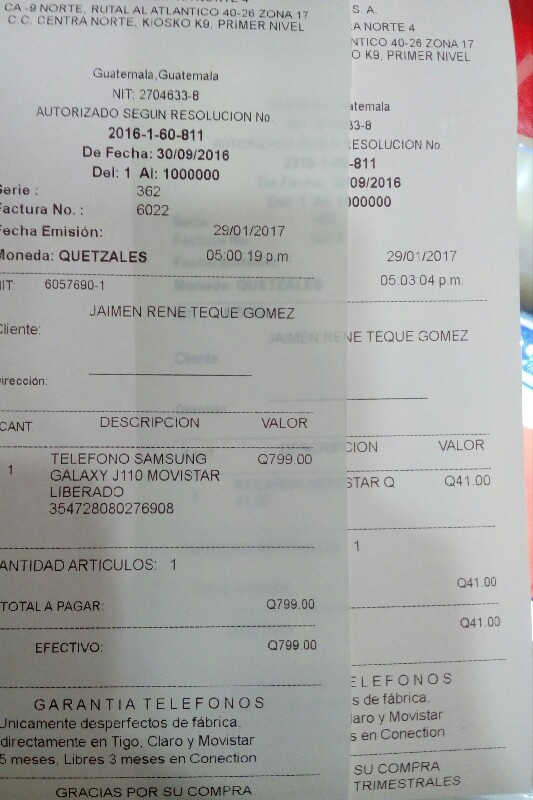 CA -9 NORTE, RUTAL AL ATLANTICO 40-26 ZONA 17
C.C. CENTRA NORTE, KIOSKO K9, PRIMER NIVEL
Guatemala,Guatemala
NIT: 2704633-8
AUTORIZADO SEGUN RESOLUCION No.
2016-1-60-811
De Fecha: 30/09/2016
Del: 1 Al: 1000000
Serie : 362
Factura No. : 6022
Fecha Emisión: 29/01/2017
Moneda: QUETZALES 05:00:19 p.m.
NIT: 6057690-1
JAIMEN RENE TEQUE GOMEZ
Cliente:
Dirección:
CANT. DESCRIPCION VALOR
1 TELEFONO SAMSUNG Q799.00
GALAXY J110 MOVISTAR
LIBERADO
354728080276908
ANTIDAD ARTICULOS: 1
TOTAL A PAGAR: Q799.00
EFECTIVO: Q799.00
GARANTIA TELEFONOS
Unicamente desperfectos de fábrica,
directamente en Tigo, Claro y Movistar
5 meses, Libres 3 meses en Conection
GRACIAS POR SU COMPRA
S. A.
A NORTE 4
NTICO 40-26 ZONA 17
O K9, PRIMER NIVEL
atemala
33-8
RESOLUCION No.
-811
09/2016
00000
29/01/2017
05:03:04 p.m.
JAIMEN RENE TEQUE GOMEZ
CION VALOR
STAR Q Q41.00
1
Q41.00
Q41.00
ELEFONOS
s de fábrica,
laro y Movistar
s en Conection
SU COMPRA
TRIMESTRALES